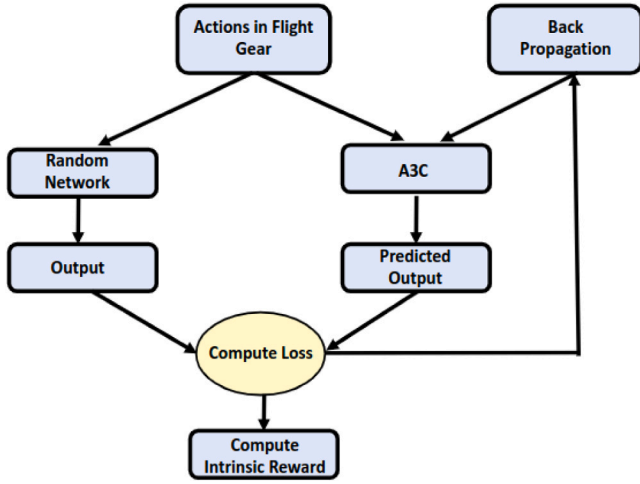 Actions in Flight
Gear
Back
Propagation
Random
Network
A3C
Output
Predicted
Output
Compute Loss
Compute
Intrinsic Reward